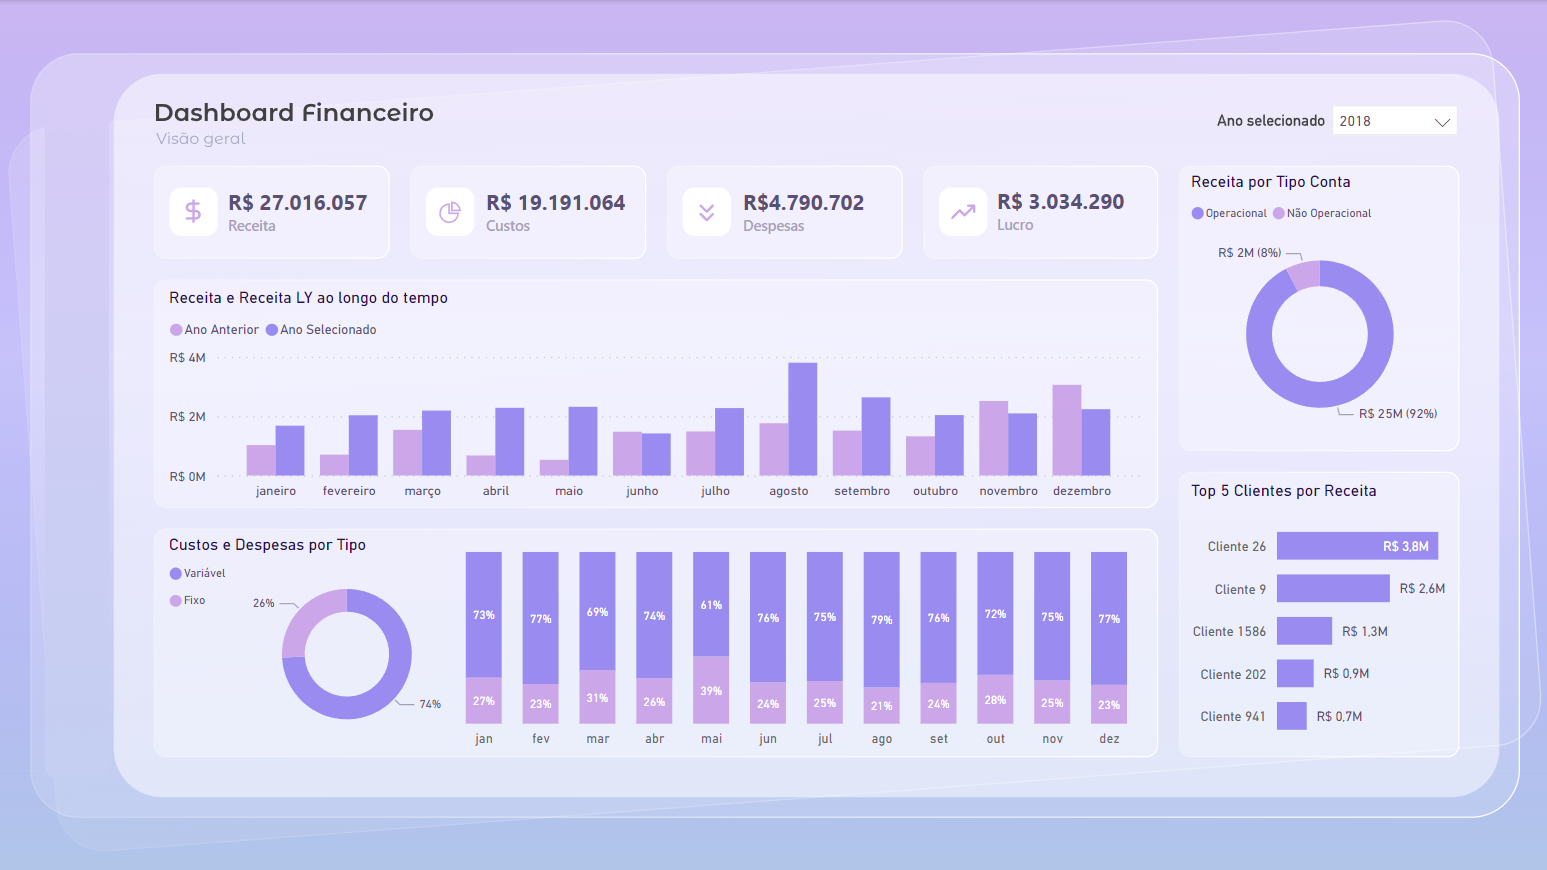 Dashboard Financeiro
Visão geral
Ano selecionado 2018
R$ 27.016.057
Receita
R$ 19.191.064
Custos
R$4.790.702
Despesas
R$ 3.034.290
Lucro
Receita e Receita LY ao longo do tempo
Ano Anterior Ano Selecionado
R$ 4M
R$ 2M
R$ 0M
janeiro fevereiro março abril maio junho julho agosto setembro outubro novembro dezembro
Receita por Tipo Conta
Operacional Não Operacional
R$ 2M (8%)
R$ 25M (92%)
Custos e Despesas por Tipo
Variável
Fixo
26%
74%
73% 77% 69% 74% 61% 76% 75% 79% 76% 72% 75% 77%
27% 23% 31% 26% 39% 24% 25% 21% 24% 28% 25% 23%
jan fev mar abr mai jun jul ago set out nov dez
Top 5 Clientes por Receita
Cliente 26 R$ 3,8M
Cliente 9 R$ 2,6M
Cliente 1586 R$ 1,3M
Cliente 202 R$ 0,9M
Cliente 941 R$ 0,7M